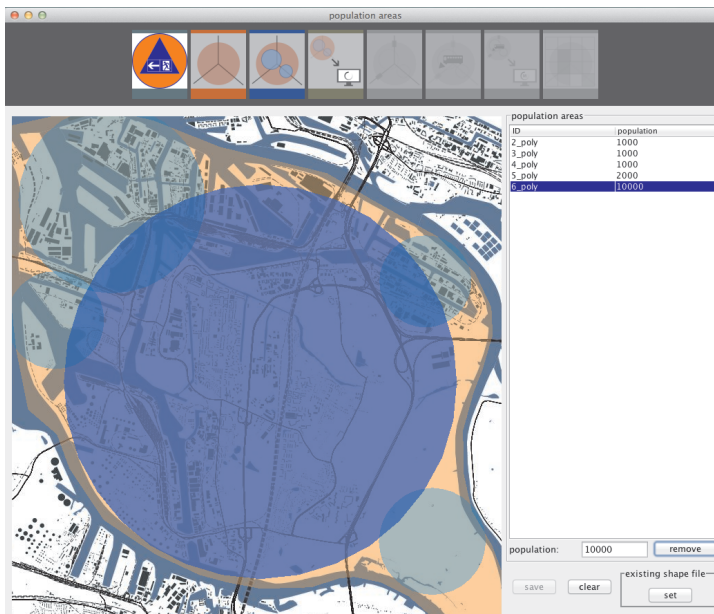 population areas
population areas
ID population
2_poly 1000
3_poly 1000
4_poly 1000
5_poly 2000
6_poly 10000
population: 10000 remove
existing shape file
save clear set